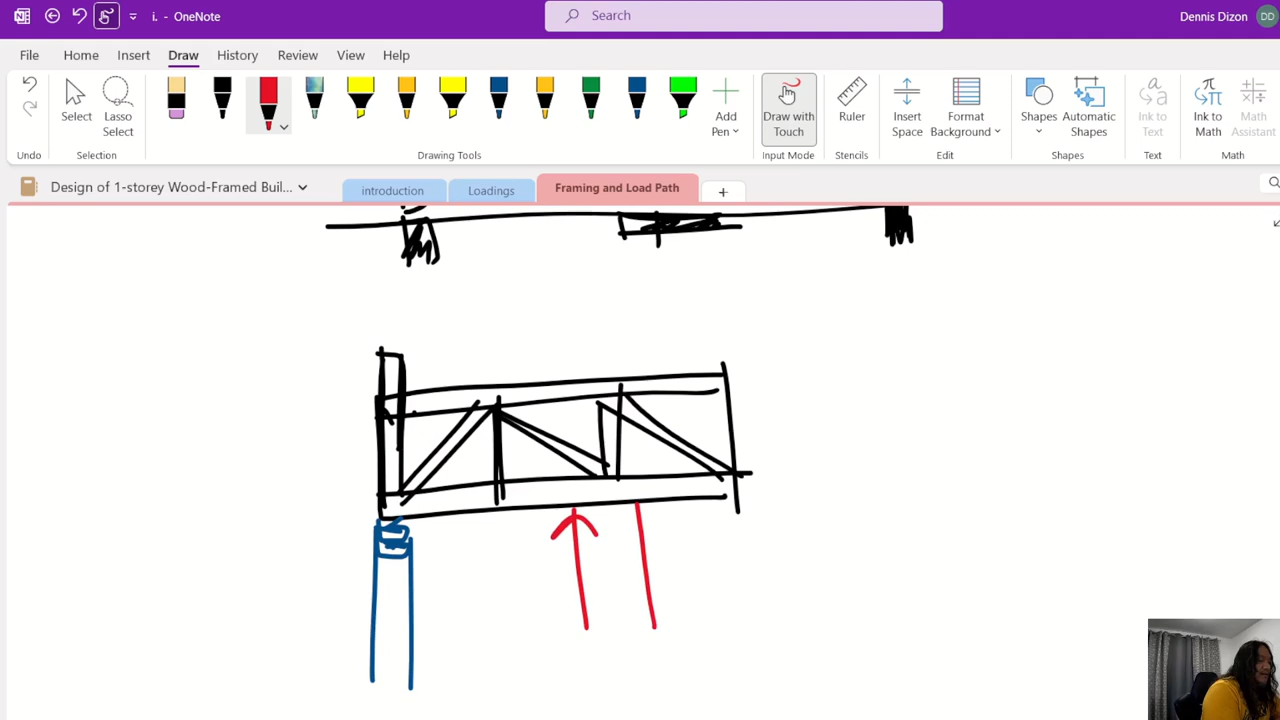 i. - OneNote
Search
Dennis Dizon
DD
File
Home
Insert
Draw
History
Review
View
Help
Select
Lasso Select
Add Pen
Draw with Touch
Ruler
Insert Space
Format Background
Shapes
Automatic Shapes
Ink to Text
Ink to Math
Math Assistant
Undo
Selection
Drawing Tools
Input Mode
Stencils
Edit
Shapes
Text
Math
Design of 1-storey Wood-Framed Buil...
introduction
Loadings
Framing and Load Path